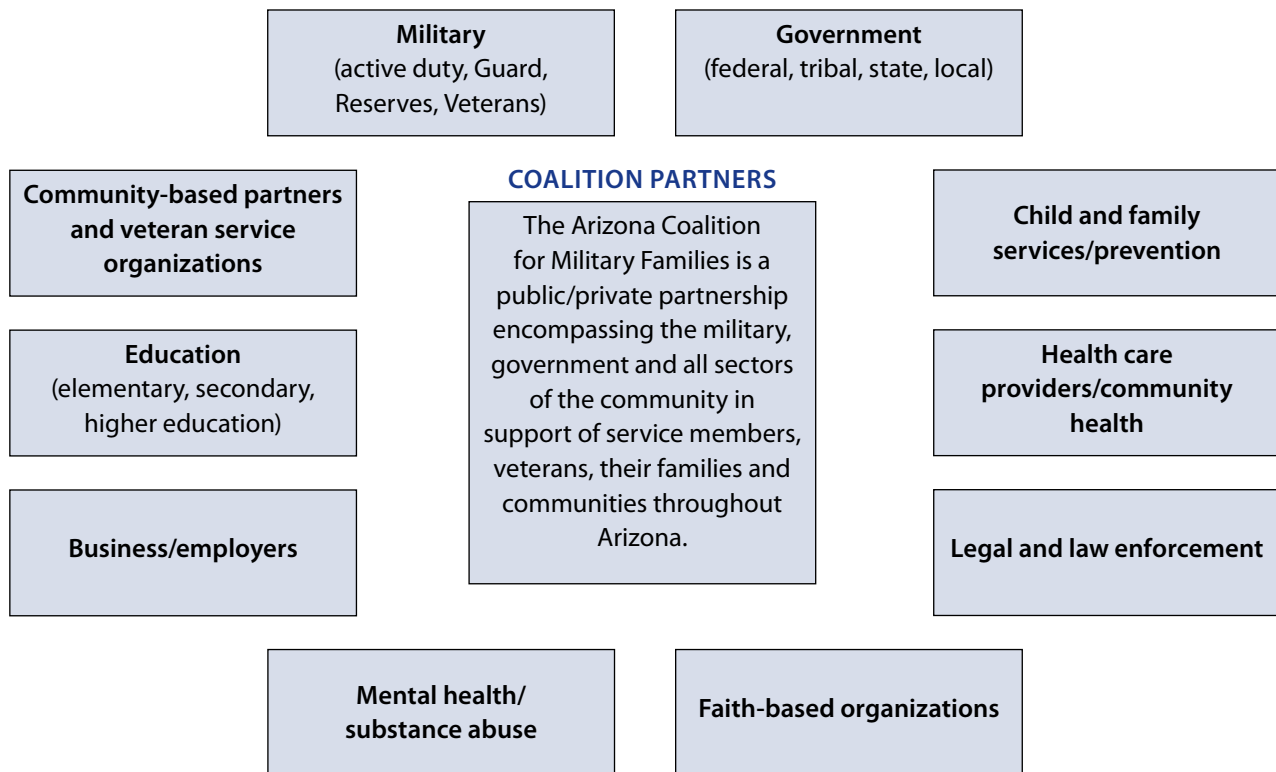 Military
(active duty, Guard,
Reserves, Veterans)
Government
(federal, tribal, state, local)
Community-based partners
and veteran service
organizations
COALITION PARTNERS
The Arizona Coalition
for Military Families is a
public/private partnership
encompassing the military,
government and all sectors
of the community in
support of service members,
veterans, their families and
communities throughout
Arizona.
Child and family
services/prevention
Education
(elementary, secondary,
higher education)
Health care
providers/community
health
Business/employers
Legal and law enforcement
Mental health/
substance abuse
Faith-based organizations